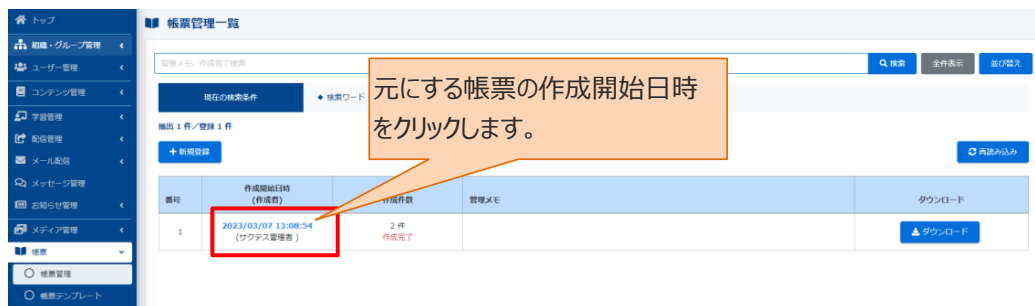 トップ
組織・グループ管理
ユーザー管理
コンテンツ管理
学習管理
配信管理
メール配信
メッセージ管理
お知らせ管理
メディア管理
帳票
帳票管理
帳票テンプレート
帳票管理一覧
管理メモ、作成者で検索
検索
全件表示
並び替え
現在の検索条件
◆ 検索ワード
元にする帳票の作成開始日時
をクリックします。
抽出 1 件/登録 1 件
+ 新規登録
再読み込み
番号
作成開始日時
(作成者)
作成件数
管理メモ
ダウンロード
1
2023/03/07 13:08:54
(サクテス管理者 )
2 件
作成完了
ダウンロード